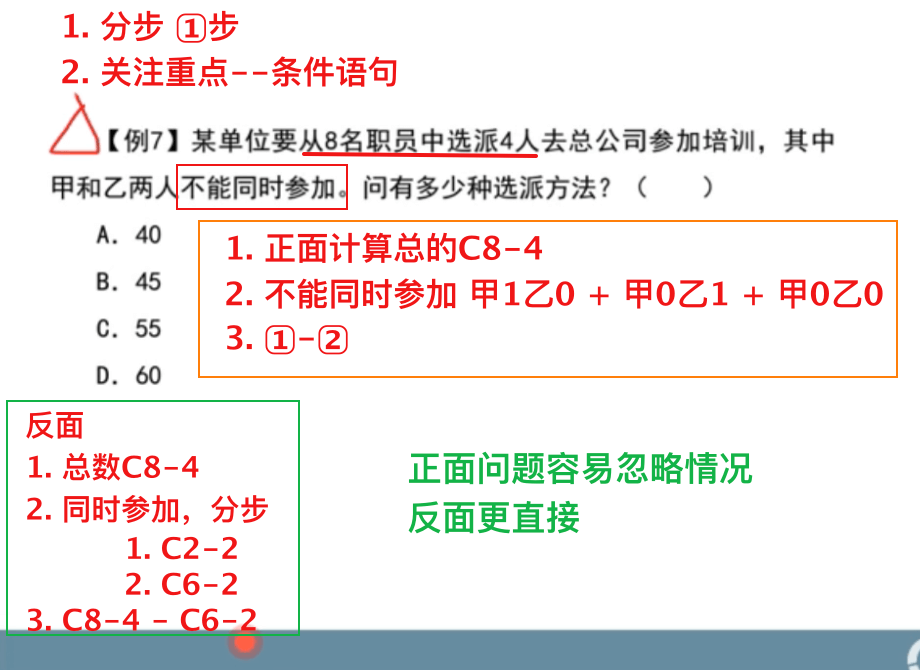 1. 分步 ①步
2. 关注重点--条件语句
【例7】某单位要从8名职员中选派4人去总公司参加培训，其中
甲和乙两人不能同时参加。问有多少种选派方法？（　　）
A. 40
B. 45
C. 55
D. 60
1. 正面计算总的C8-4
2. 不能同时参加 甲1乙0 + 甲0乙1 + 甲0乙0
3. ①-②
反面
1. 总数C8-4
2. 同时参加，分步
1. C2-2
2. C6-2
3. C8-4 - C6-2
正面问题容易忽略情况
反面更直接